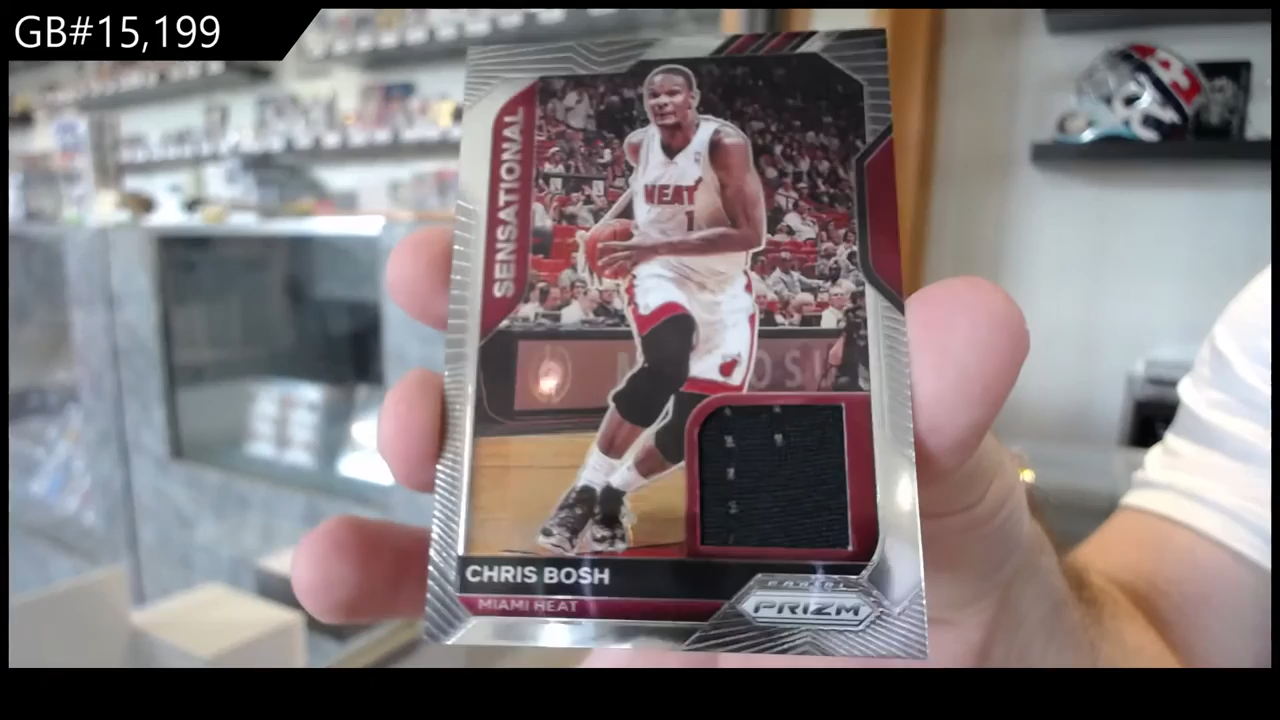 GB#15,199
SENSATIONAL
HEAT
1
CHRIS BOSH
MIAMI HEAT
PANINI
PRIZM